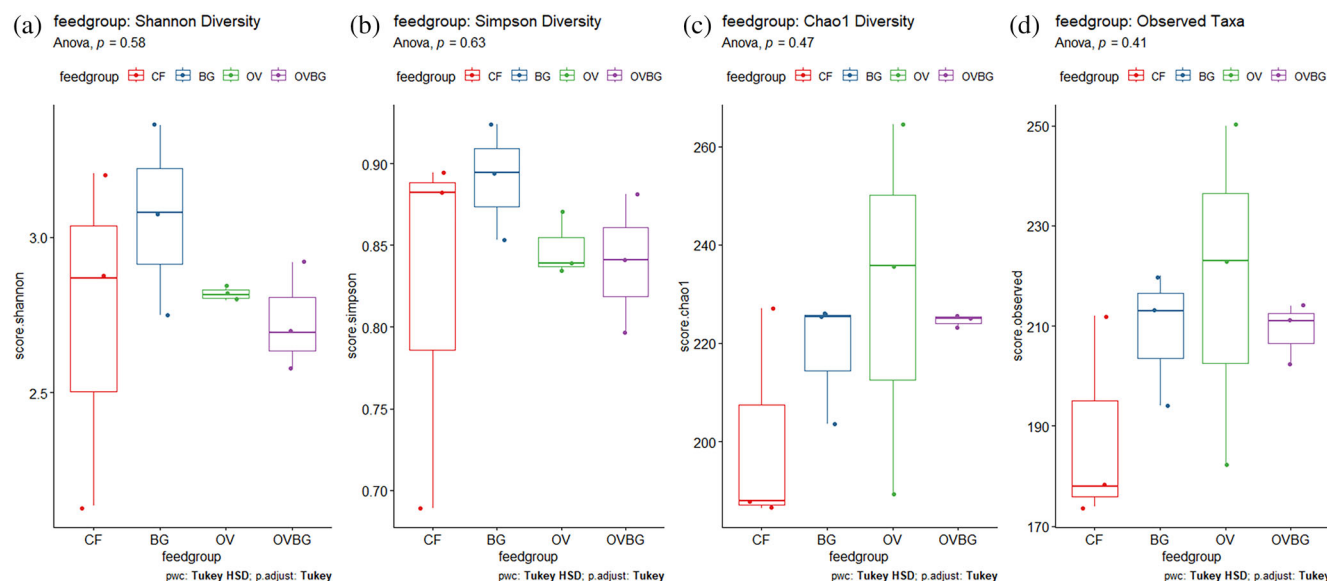 (a)
feedgroup: Shannon Diversity
Anova, p = 0.58
feedgroup CF BG OV OVBG
score.shannon
3.0
2.5
CF BG OV OVBG
feedgroup
pwc: Tukey HSD; p.adjust: Tukey
(b)
feedgroup: Simpson Diversity
Anova, p = 0.63
feedgroup CF BG OV OVBG
score.simpson
0.90
0.85
0.80
0.75
0.70
CF BG OV OVBG
feedgroup
pwc: Tukey HSD; p.adjust: Tukey
(c)
feedgroup: Chao1 Diversity
Anova, p = 0.47
feedgroup CF BG OV OVBG
score.chao1
260
240
220
200
CF BG OV OVBG
feedgroup
pwc: Tukey HSD; p.adjust: Tukey
(d)
feedgroup: Observed Taxa
Anova, p = 0.41
feedgroup CF BG OV OVBG
score.observed
250
230
210
190
170
CF BG OV OVBG
feedgroup
pwc: Tukey HSD; p.adjust: Tukey